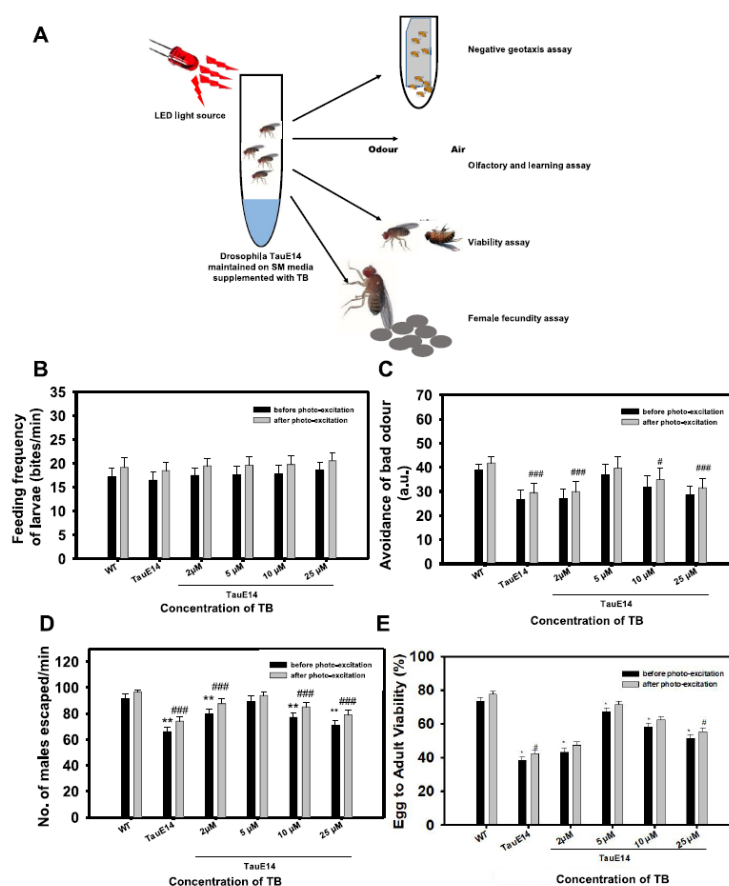 A
LED light source
Negative geotaxis assay
Odour Air
Olfactory and learning assay
Viability assay
Drosophila TauE14
maintained on SM media
supplemented with TB
Female fecundity assay
B
before photo-excitation
after photo-excitation
Feeding frequency
of larvae (bites/min)
35
30
25
20
15
10
5
0
WT TauE14 2µM 5 µM 10 µM 25 µM
TauE14
Concentration of TB
C
before photo-excitation
after photo-excitation
Avoidance of bad odour
(a.u.)
70
60
50
40
30
20
10
0
### ### # ###
WT TauE14 2µM 5 µM 10 µM 25 µM
TauE14
Concentration of TB
D
before photo-excitation
after photo-excitation
No. of males escaped/min
120
100
80
60
40
20
0
** ### ** ### ** ### ** ###
WT TauE14 2µM 5 µM 10 µM 25 µM
TauE14
Concentration of TB
E
before photo-excitation
after photo-excitation
Egg to Adult Viability (%)
100
80
60
40
20
0
* # * * * * #
WT TauE14 2µM 5 µM 10 µM 25 µM
TauE14
Concentration of TB